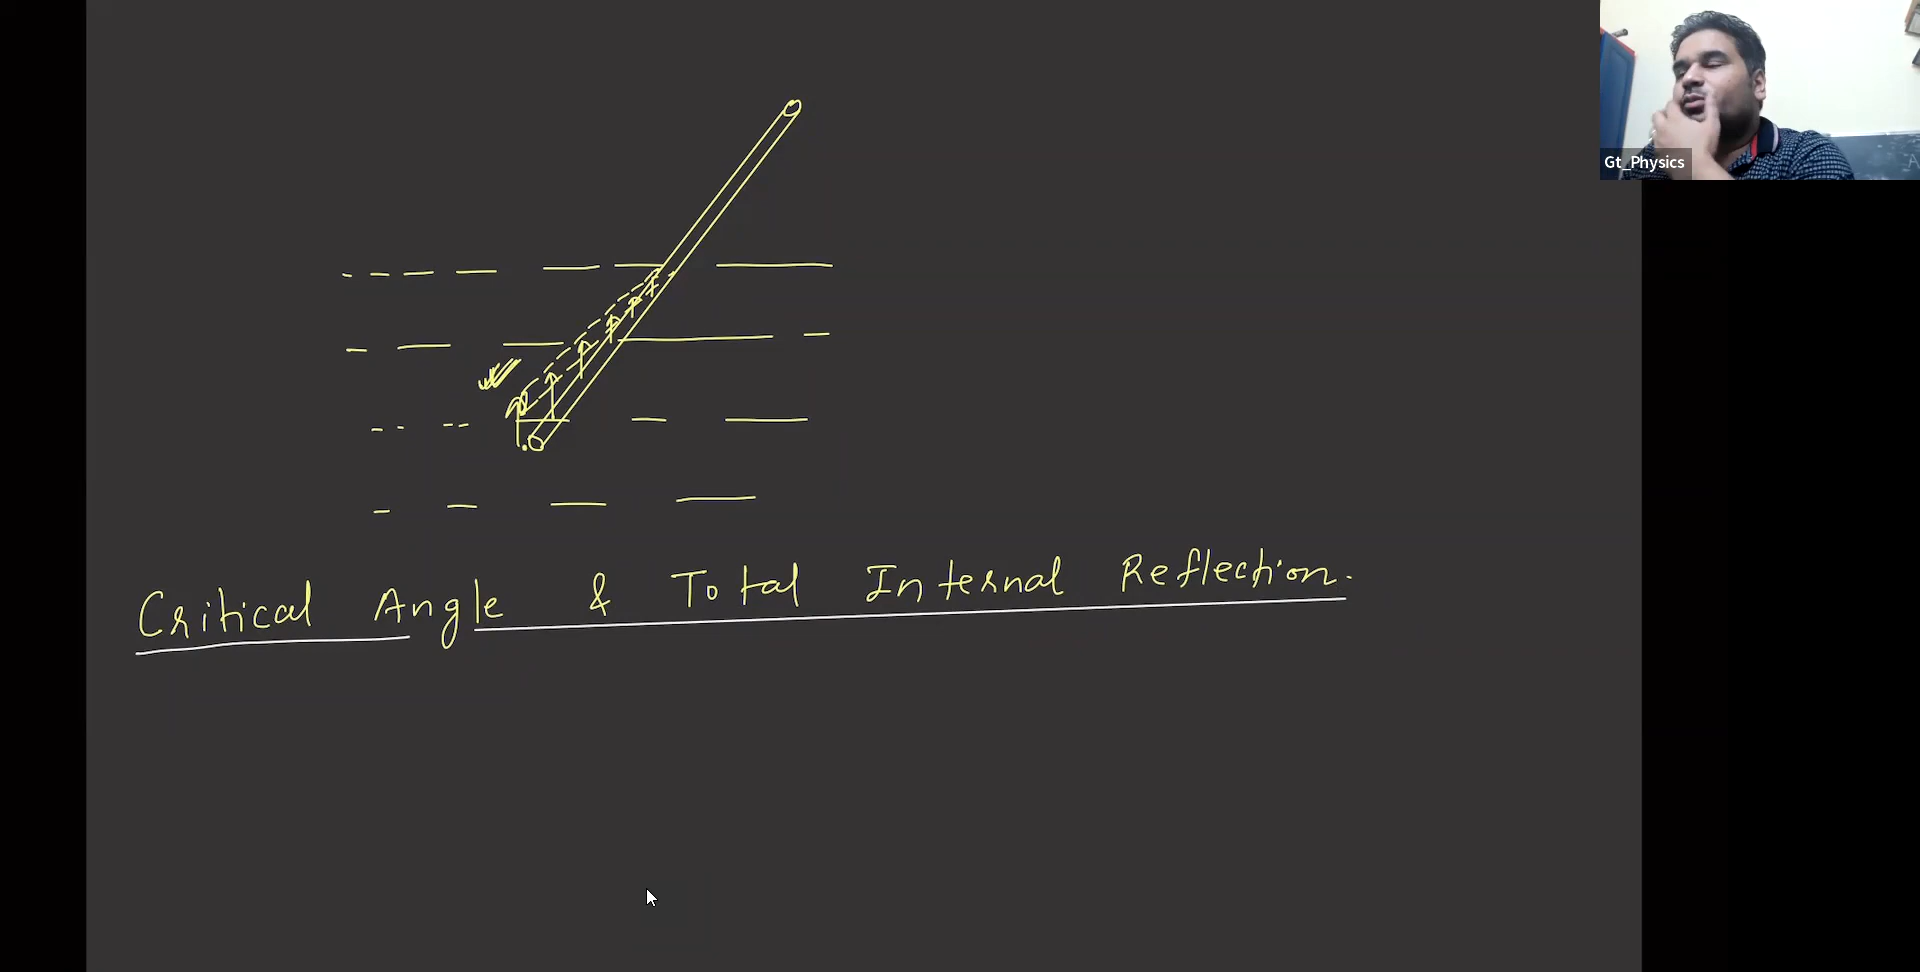 Gt_Physics
Critical Angle & Total Internal Reflection.